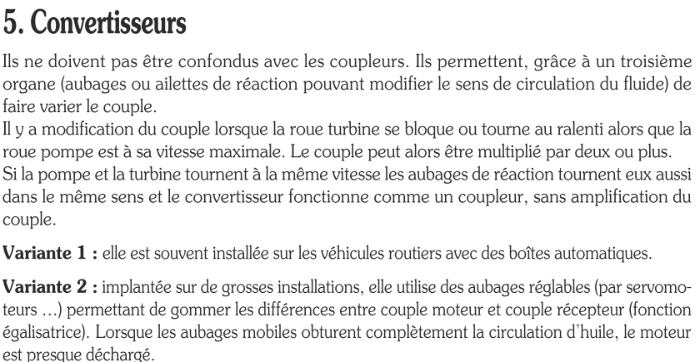 5. Convertisseurs
Ils ne doivent pas être confondus avec les coupleurs. Ils permettent, grâce à un troisième
organe (aubages ou ailettes de réaction pouvant modifier le sens de circulation du fluide) de
faire varier le couple.
Il y a modification du couple lorsque la roue turbine se bloque ou tourne au ralenti alors que la
roue pompe est à sa vitesse maximale. Le couple peut alors être multiplié par deux ou plus.
Si la pompe et la turbine tournent à la même vitesse les aubages de réaction tournent eux aussi
dans le même sens et le convertisseur fonctionne comme un coupleur, sans amplification du
couple.
Variante 1 : elle est souvent installée sur les véhicules routiers avec des boîtes automatiques.
Variante 2 : implantée sur de grosses installations, elle utilise des aubages réglables (par servomo-
teurs ...) permettant de gommer les différences entre couple moteur et couple récepteur (fonction
égalisatrice). Lorsque les aubages mobiles obturent complètement la circulation d'huile, le moteur
est presque déchargé.